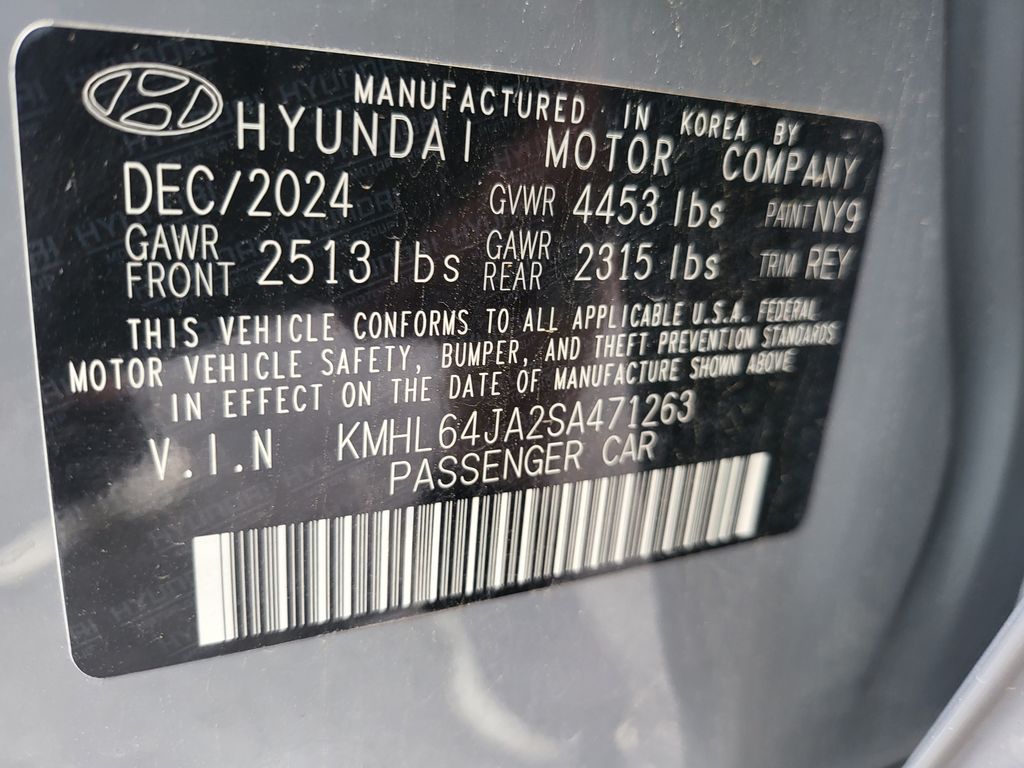 MANUFACTURED IN KOREA BY
HYUNDAI MOTOR COMPANY
DEC/2024 GVWR 4453 lbs PAINT NY9
GAWR FRONT 2513 lbs GAWR REAR 2315 lbs TRIM REY
THIS VEHICLE CONFORMS TO ALL APPLICABLE U.S.A. FEDERAL
MOTOR VEHICLE SAFETY, BUMPER, AND THEFT PREVENTION STANDARDS
IN EFFECT ON THE DATE OF MANUFACTURE SHOWN ABOVE
V.I.N KMHL64JA2SA471263
PASSENGER CAR